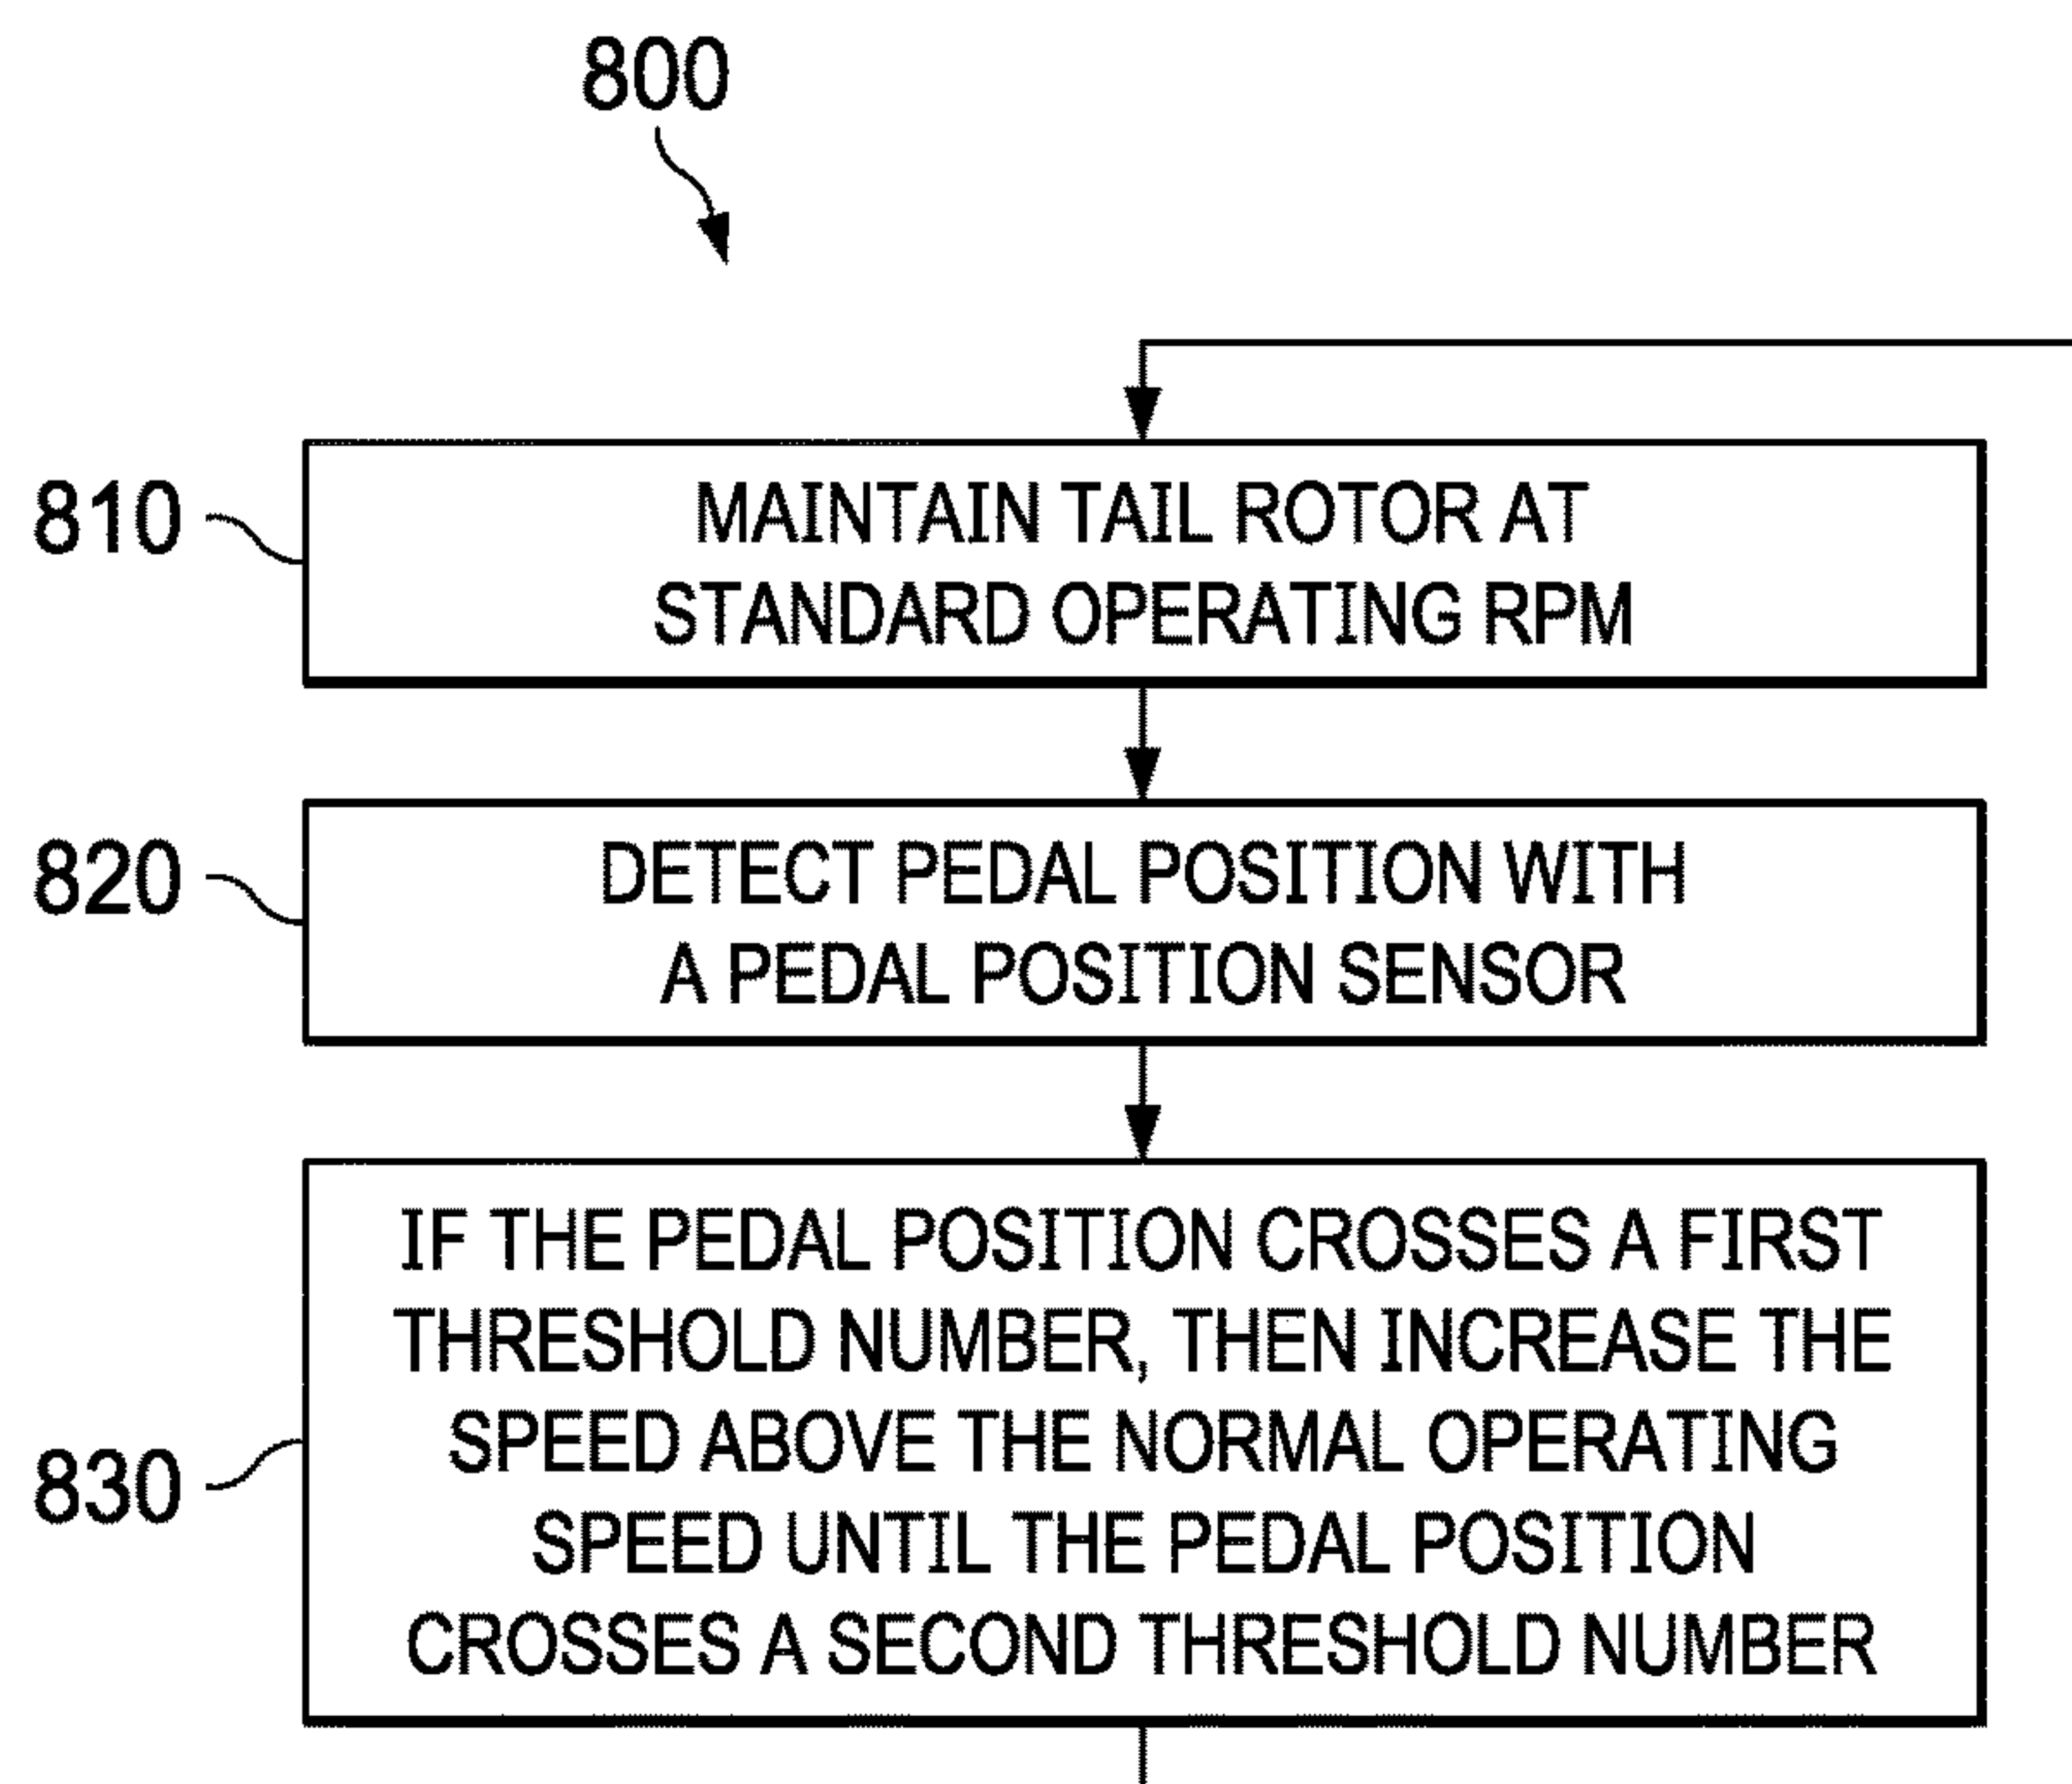 800
810
MAINTAIN TAIL ROTOR AT
STANDARD OPERATING RPM
820
DETECT PEDAL POSITION WITH
A PEDAL POSITION SENSOR
830
IF THE PEDAL POSITION CROSSES A FIRST
THRESHOLD NUMBER, THEN INCREASE THE
SPEED ABOVE THE NORMAL OPERATING
SPEED UNTIL THE PEDAL POSITION
CROSSES A SECOND THRESHOLD NUMBER